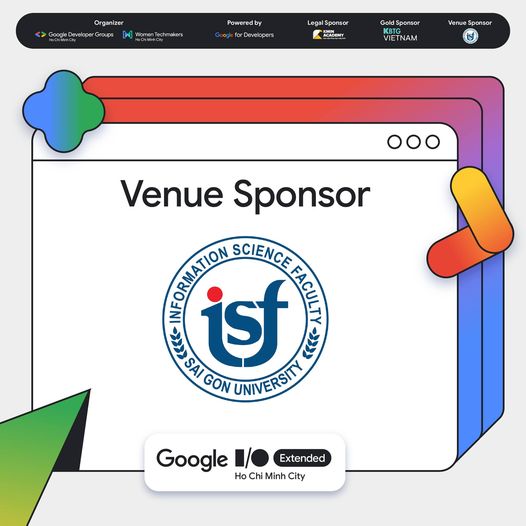 Organizer
Google Developer Groups
Ho Chi Minh City
Women Techmakers
Ho Chi Minh City
Powered by
Google for Developers
Legal Sponsor
KMIN
ACADEMY
Gold Sponsor
KBTG
VIETNAM
Venue Sponsor
Venue Sponsor
INFORMATION SCIENCE FACULTY
isf
SAI GON UNIVERSITY
Google I/O Extended
Ho Chi Minh City